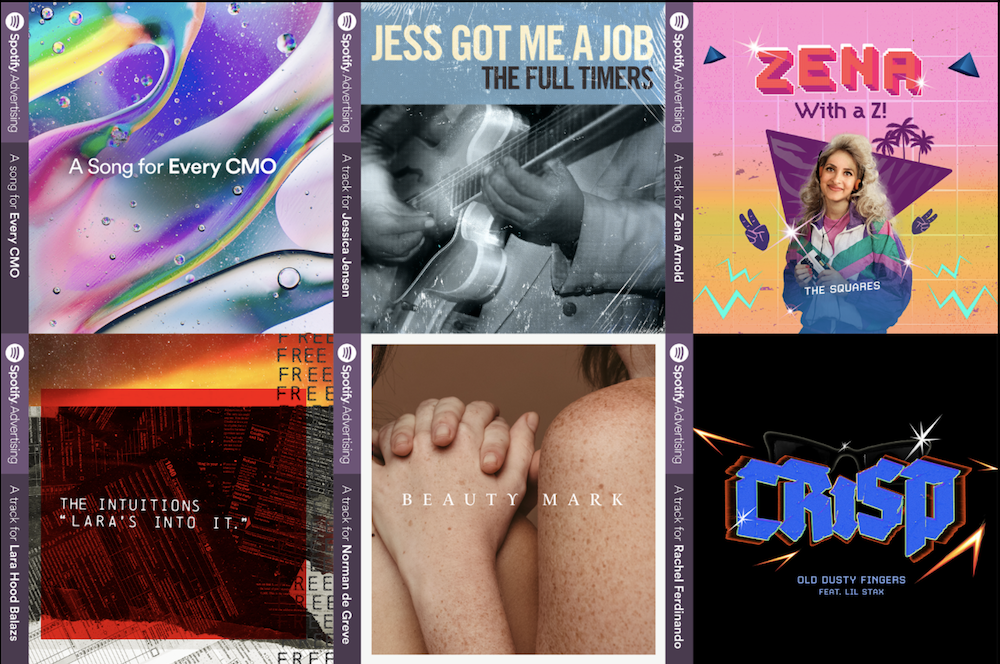 Spotify Advertising
A song for Every CMO
A Song for Every CMO
Spotify Advertising
A track for Jessica Jensen
JESS GOT ME A JOB
THE FULL TIMERS
Spotify Advertising
A track for Zena Arnold
ZENA
With a Z!
THE SQUARES
Spotify Advertising
A track for Lara Hood Balazs
FREE
FREE
FREE
FREE
THE INTUITIONS
“LARA'S INTO IT.”
FREE
Spotify Advertising
A track for Norman de Greve
BEAUTY MARK
Spotify Advertising
A track for Rachel Ferdinando
CRISP
OLD DUSTY FINGERS
FEAT. LIL STAX